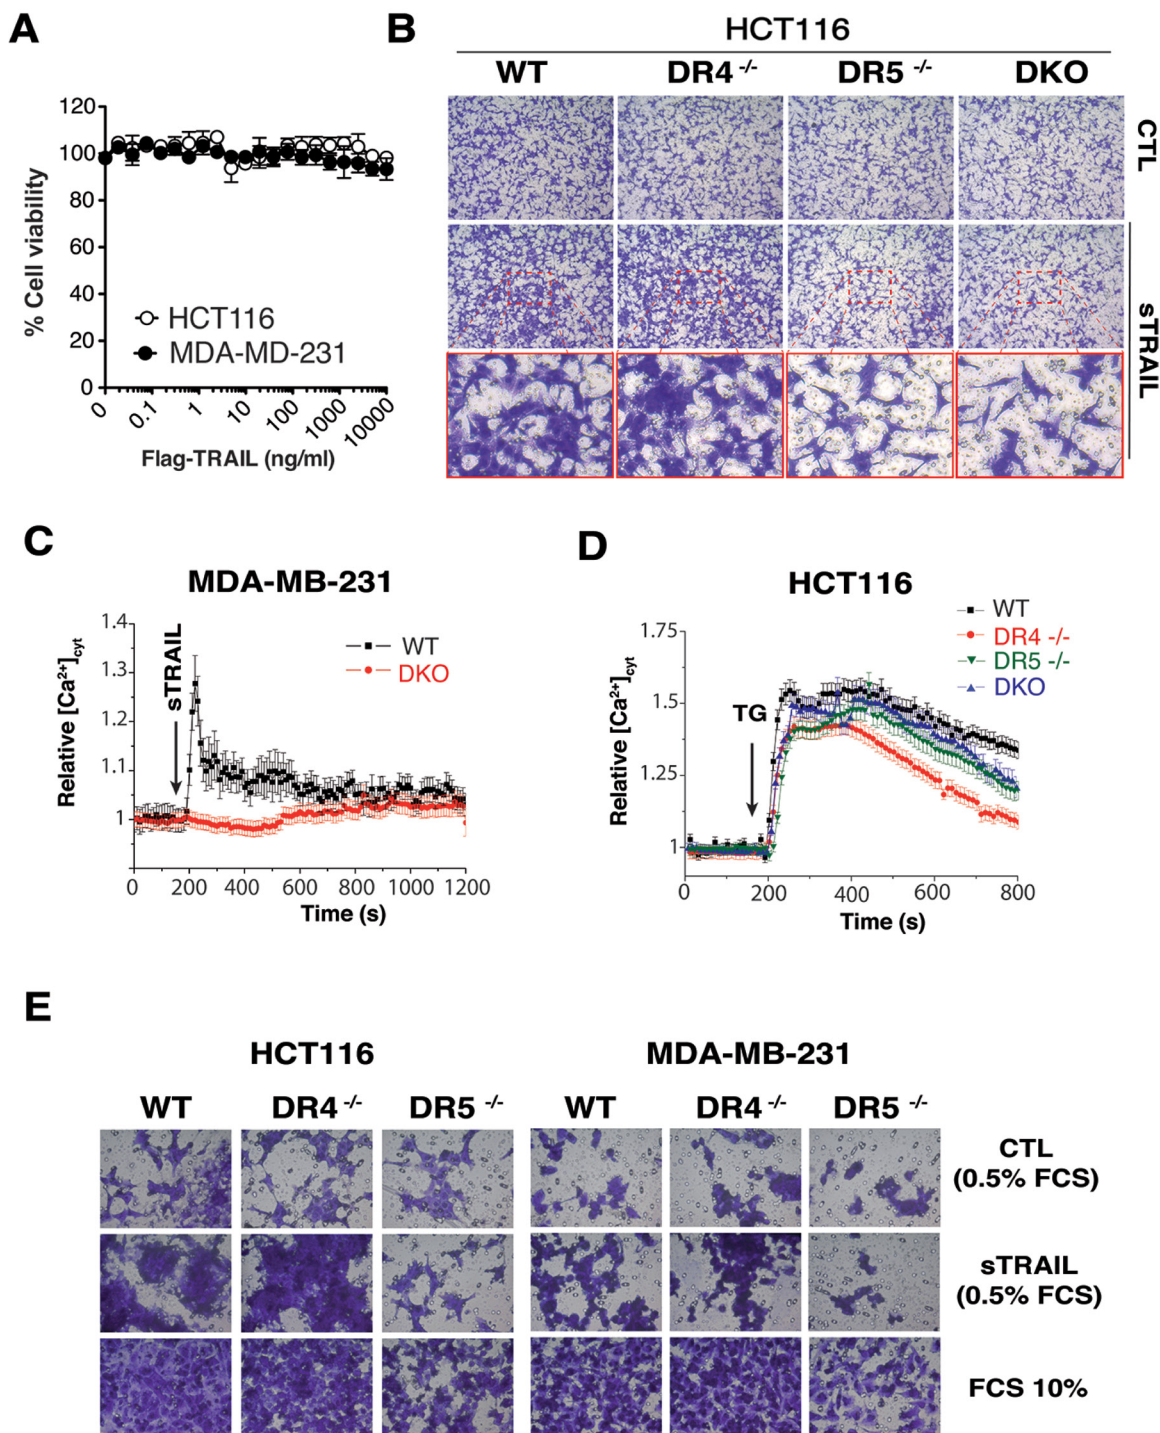 A
120
100
80
60
40
20
0
% Cell viability
HCT116
MDA-MD-231
0 0.1 1 10 100 1000 10000
Flag-TRAIL (ng/ml)
B
HCT116
WT DR4 -/- DR5 -/- DKO
CTL
sTRAIL
C
MDA-MB-231
1.4
1.3
1.2
1.1
1
Relative [Ca2+]cyt
sTRAIL
WT
DKO
0 200 400 600 800 1000 1200
Time (s)
D
HCT116
WT
DR4 -/-
DR5 -/-
DKO
1.75
1.5
1.25
1
Relative [Ca2+]cyt
TG
0 200 400 600 800
Time (s)
E
HCT116 MDA-MB-231
WT DR4 -/- DR5 -/- WT DR4 -/- DR5 -/-
CTL
(0.5% FCS)
sTRAIL
(0.5% FCS)
FCS 10%